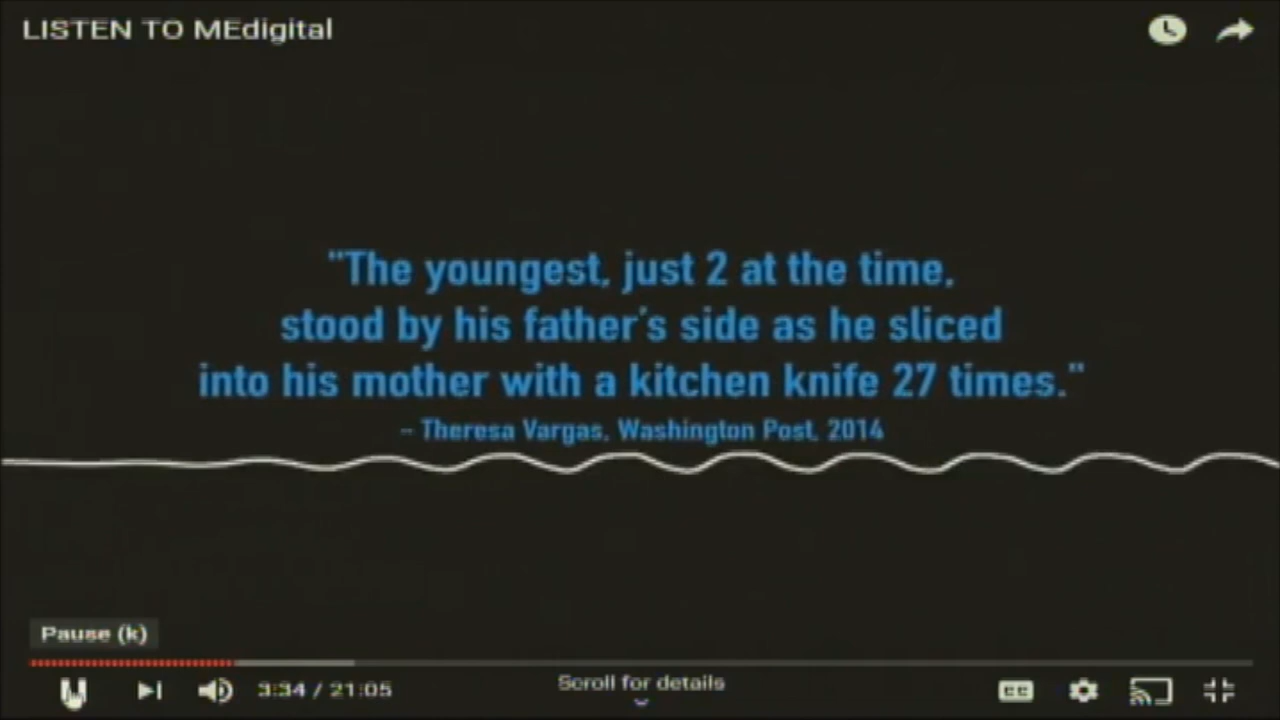 LISTEN TO MEdigital
"The youngest, just 2 at the time,
stood by his father's side as he sliced
into his mother with a kitchen knife 27 times."
-- Theresa Vargas, Washington Post, 2014
Pause (k)
3:34 / 21:05
Scroll for details
CC